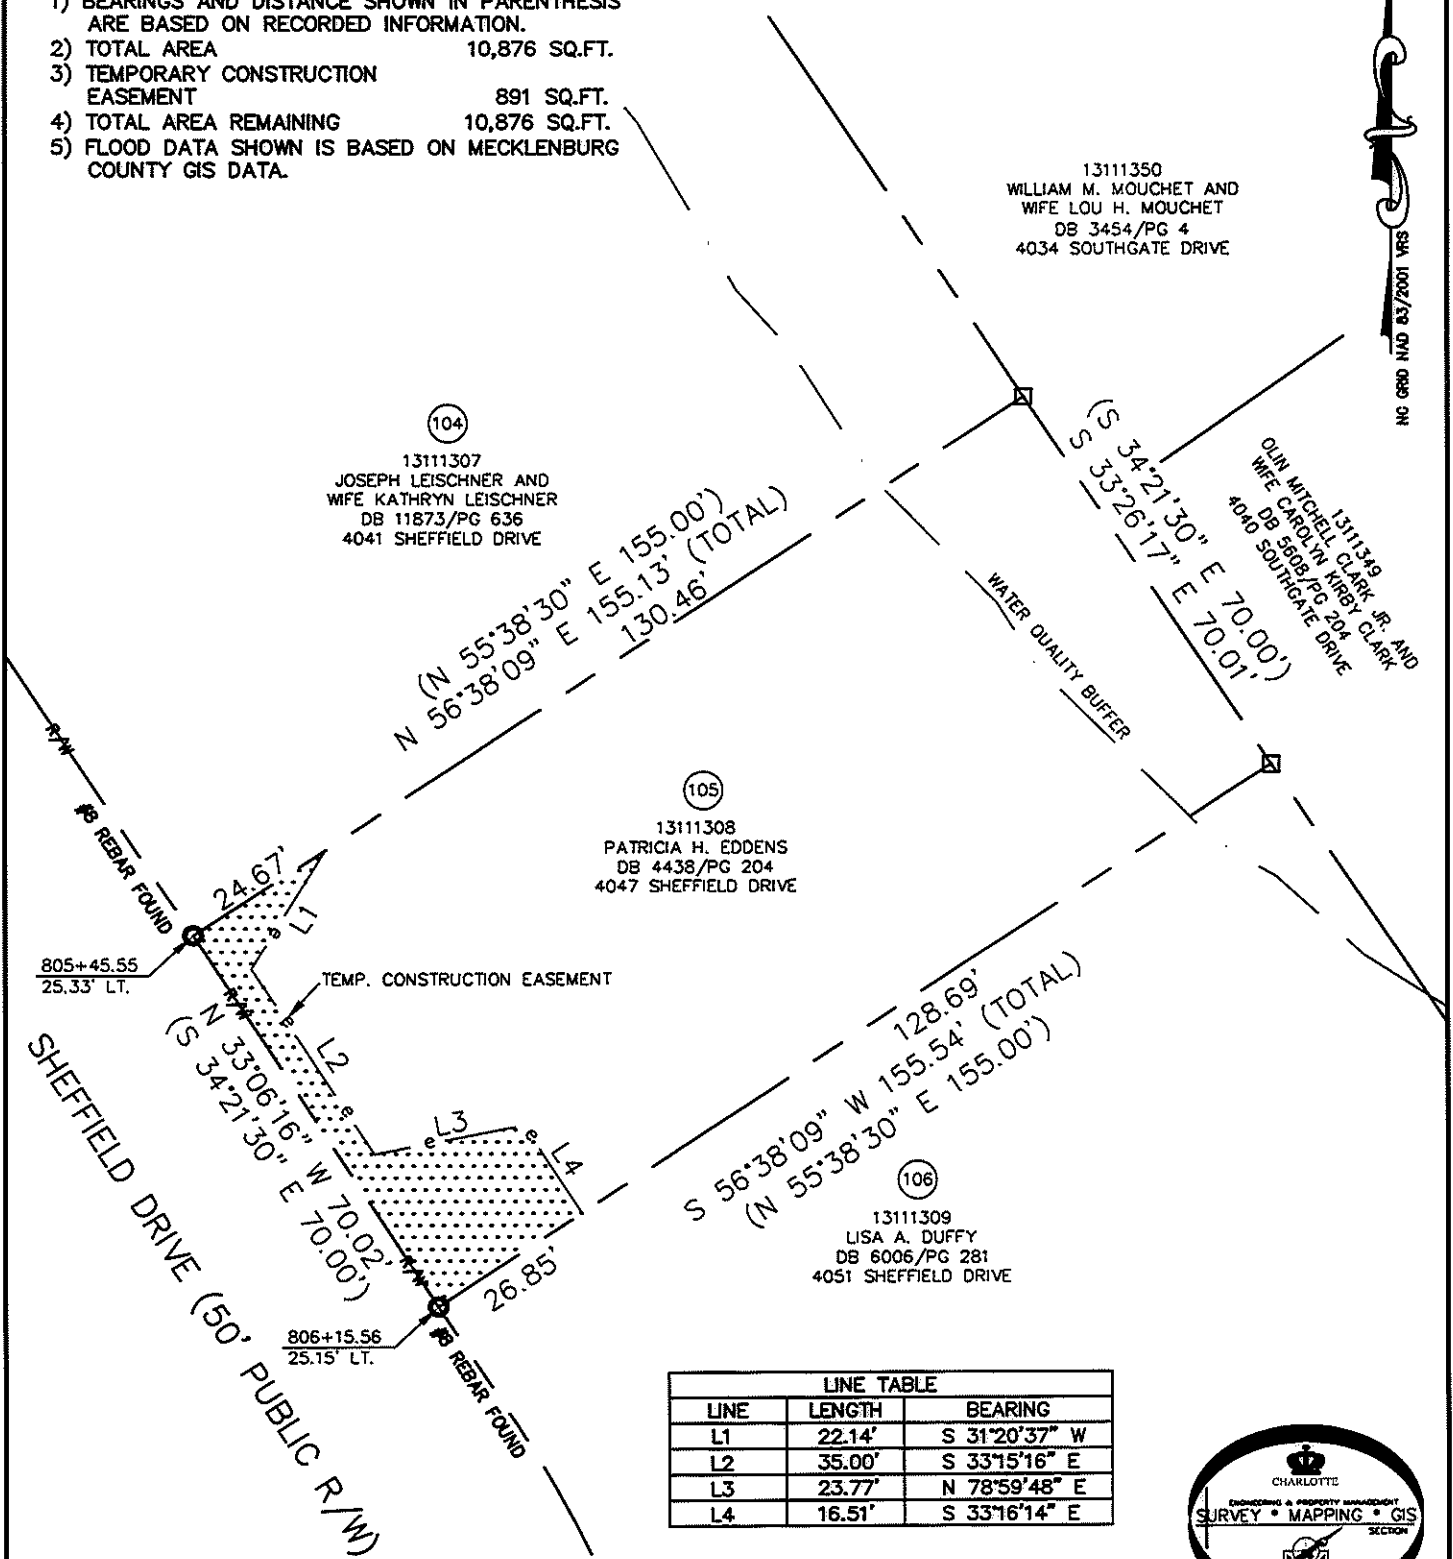 1) BEARINGS AND DISTANCE SHOWN IN PARENTHESIS
ARE BASED ON RECORDED INFORMATION.
2) TOTAL AREA 10,876 SQ.FT.
3) TEMPORARY CONSTRUCTION
EASEMENT 891 SQ.FT.
4) TOTAL AREA REMAINING 10,876 SQ.FT.
5) FLOOD DATA SHOWN IS BASED ON MECKLENBURG
COUNTY GIS DATA.
13111350
WILLIAM M. MOUCHET AND
WIFE LOU H. MOUCHET
DB 3454/PG 4
4034 SOUTHGATE DRIVE
NC GRID NAD 83/2001 VRS
104
13111307
JOSEPH LEISCHNER AND
WIFE KATHRYN LEISCHNER
DB 11873/PG 636
4041 SHEFFIELD DRIVE
(N 55°38'30" E 155.00')
N 56°38'09" E 155.13' (TOTAL)
130.46'
(S 34°21'30" E 70.00')
S 33°26'17" E 70.01'
13111349
OLIN MITCHELL CLARK JR. AND
WIFE CAROLYN KIRBY CLARK
DB 5608/PG 204
4040 SOUTHGATE DRIVE
WATER QUALITY BUFFER
R/W
#8 REBAR FOUND
105
13111308
PATRICIA H. EDDENS
DB 4438/PG 204
4047 SHEFFIELD DRIVE
24.67'
L1
e
805+45.55
25.33' LT.
TEMP. CONSTRUCTION EASEMENT
R/W
e
L2
e
N 33°06'16" W 70.02'
(S 34°21'30" E 70.00')
e
L3
e
L4
R/W
26.85'
128.69'
S 56°38'09" W 155.54' (TOTAL)
(N 55°38'30" E 155.00')
106
13111309
LISA A. DUFFY
DB 6006/PG 281
4051 SHEFFIELD DRIVE
SHEFFIELD DRIVE (50' PUBLIC R/W)
806+15.56
25.15' LT.
#8 REBAR FOUND
LINE TABLE
LINE LENGTH BEARING
L1 22.14' S 31°20'37" W
L2 35.00' S 33°15'16" E
L3 23.77' N 78°59'48" E
L4 16.51' S 33°16'14" E
CHARLOTTE
ENGINEERING & PROPERTY MANAGEMENT
SURVEY * MAPPING * GIS
SECTION